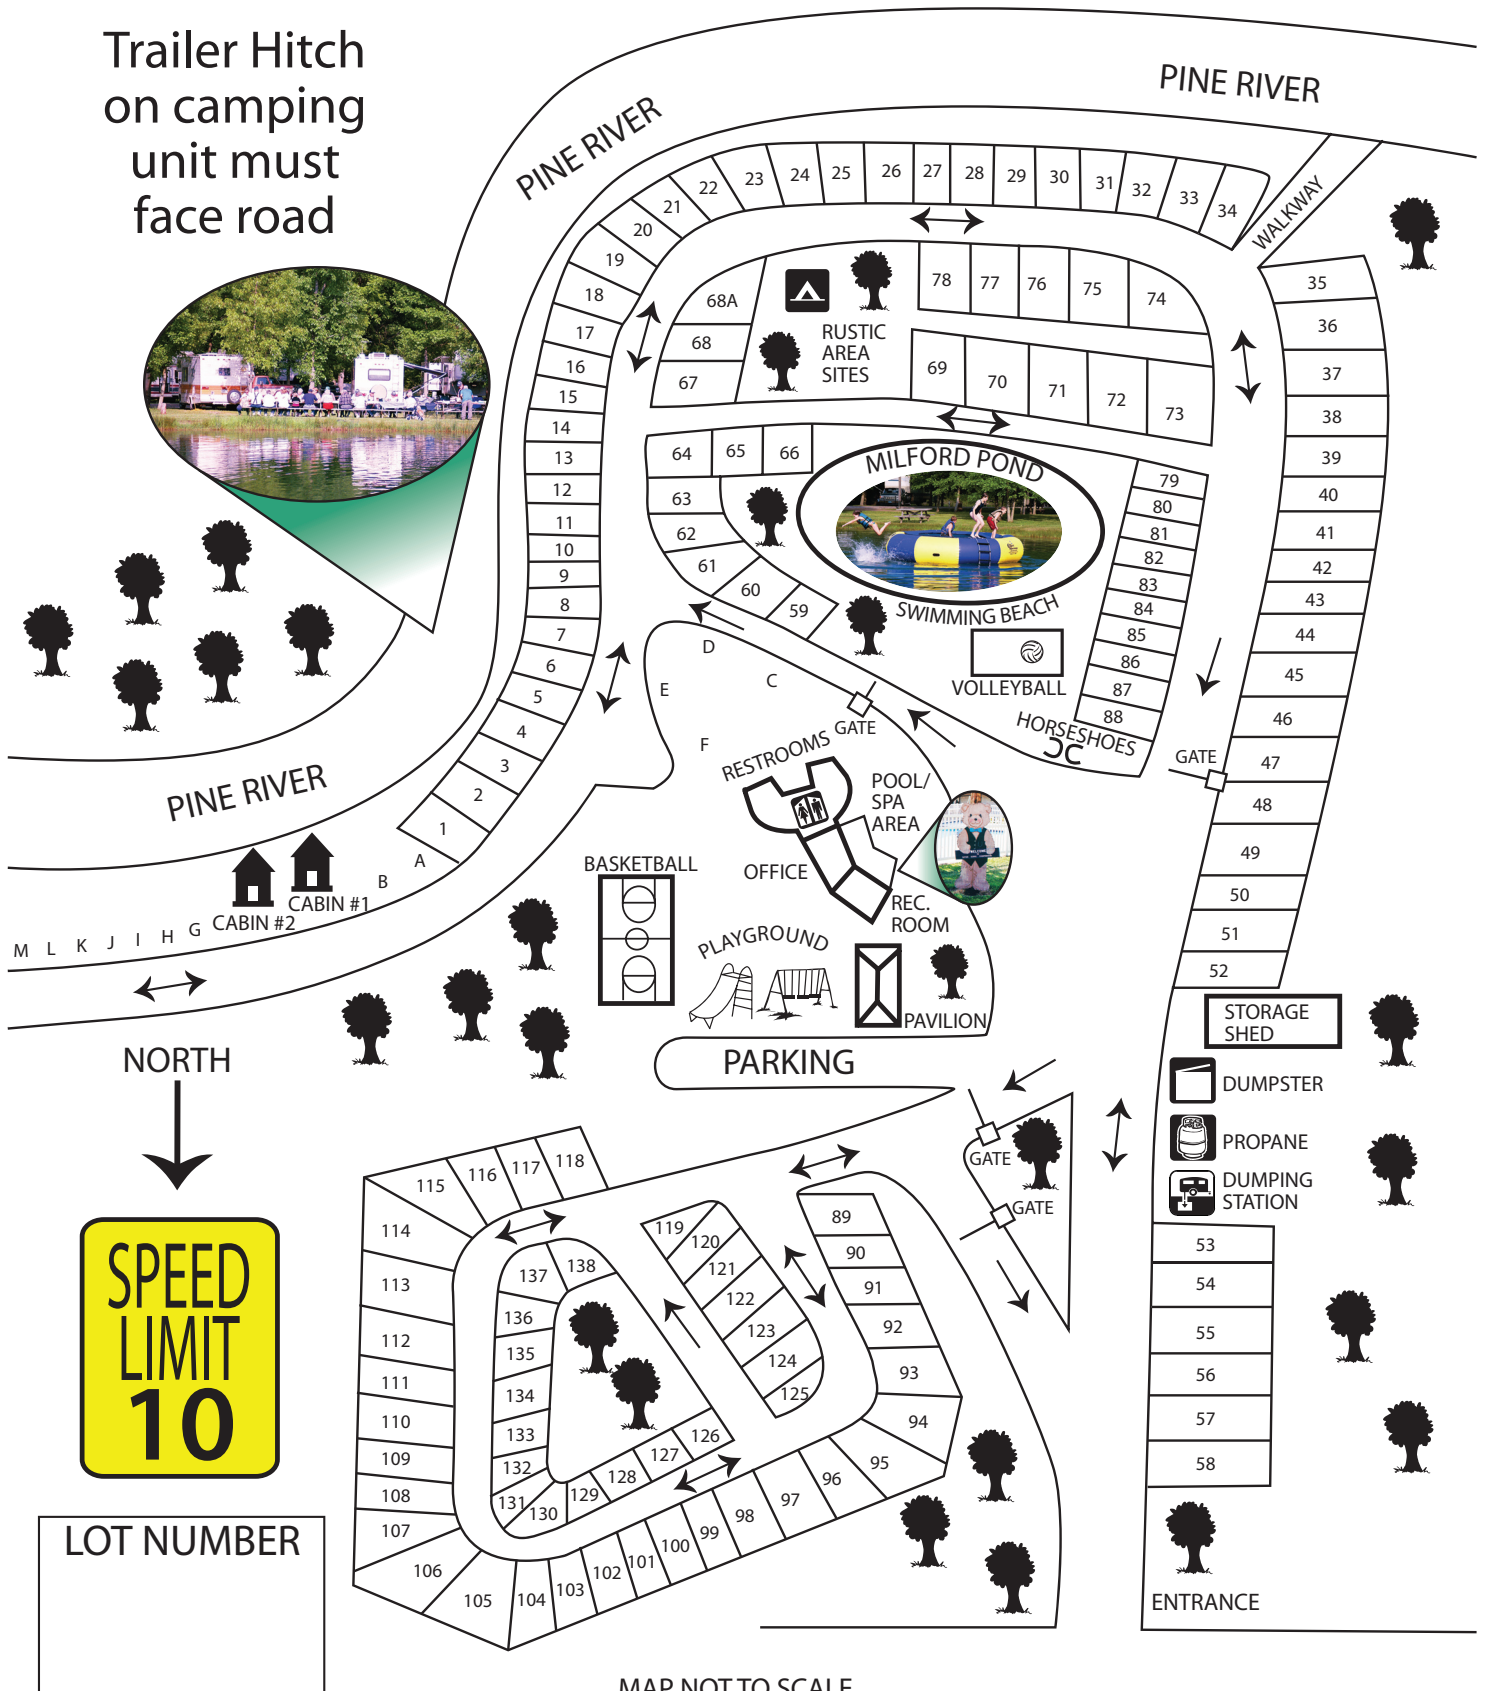 Trailer Hitch
on camping
unit must
face road
PINE RIVER
PINE RIVER
PINE RIVER
WALKWAY
22
23
24
25
26
27
28
29
30
31
32
33
34
21
20
19
18
17
16
15
14
13
12
11
10
9
8
7
6
5
4
3
2
1
A
B
CABIN #1
CABIN #2
M L K J I H G
68A
68
67
RUSTIC
AREA
SITES
78
77
76
75
74
69
70
71
72
73
35
36
37
38
39
40
41
42
43
44
45
46
47
48
49
50
51
52
64
65
66
63
62
61
60
59
MILFORD POND
SWIMMING BEACH
79
80
81
82
83
84
85
86
87
88
VOLLEYBALL
HORSESHOES
GATE
GATE
D
C
E
F
RESTROOMS
POOL/
SPA
AREA
OFFICE
REC.
ROOM
BASKETBALL
PLAYGROUND
PAVILION
PARKING
STORAGE
SHED
DUMPSTER
PROPANE
DUMPING
STATION
GATE
GATE
53
54
55
56
57
58
ENTRANCE
NORTH
SPEED
LIMIT
10
LOT NUMBER
118
117
116
115
114
113
112
111
110
109
108
107
106
105
104
103
102
101
100
99
98
97
96
95
94
93
92
91
90
89
119
120
121
122
123
124
125
138
137
136
135
134
133
132
131
130
129
128
127
126
MAP NOT TO SCALE